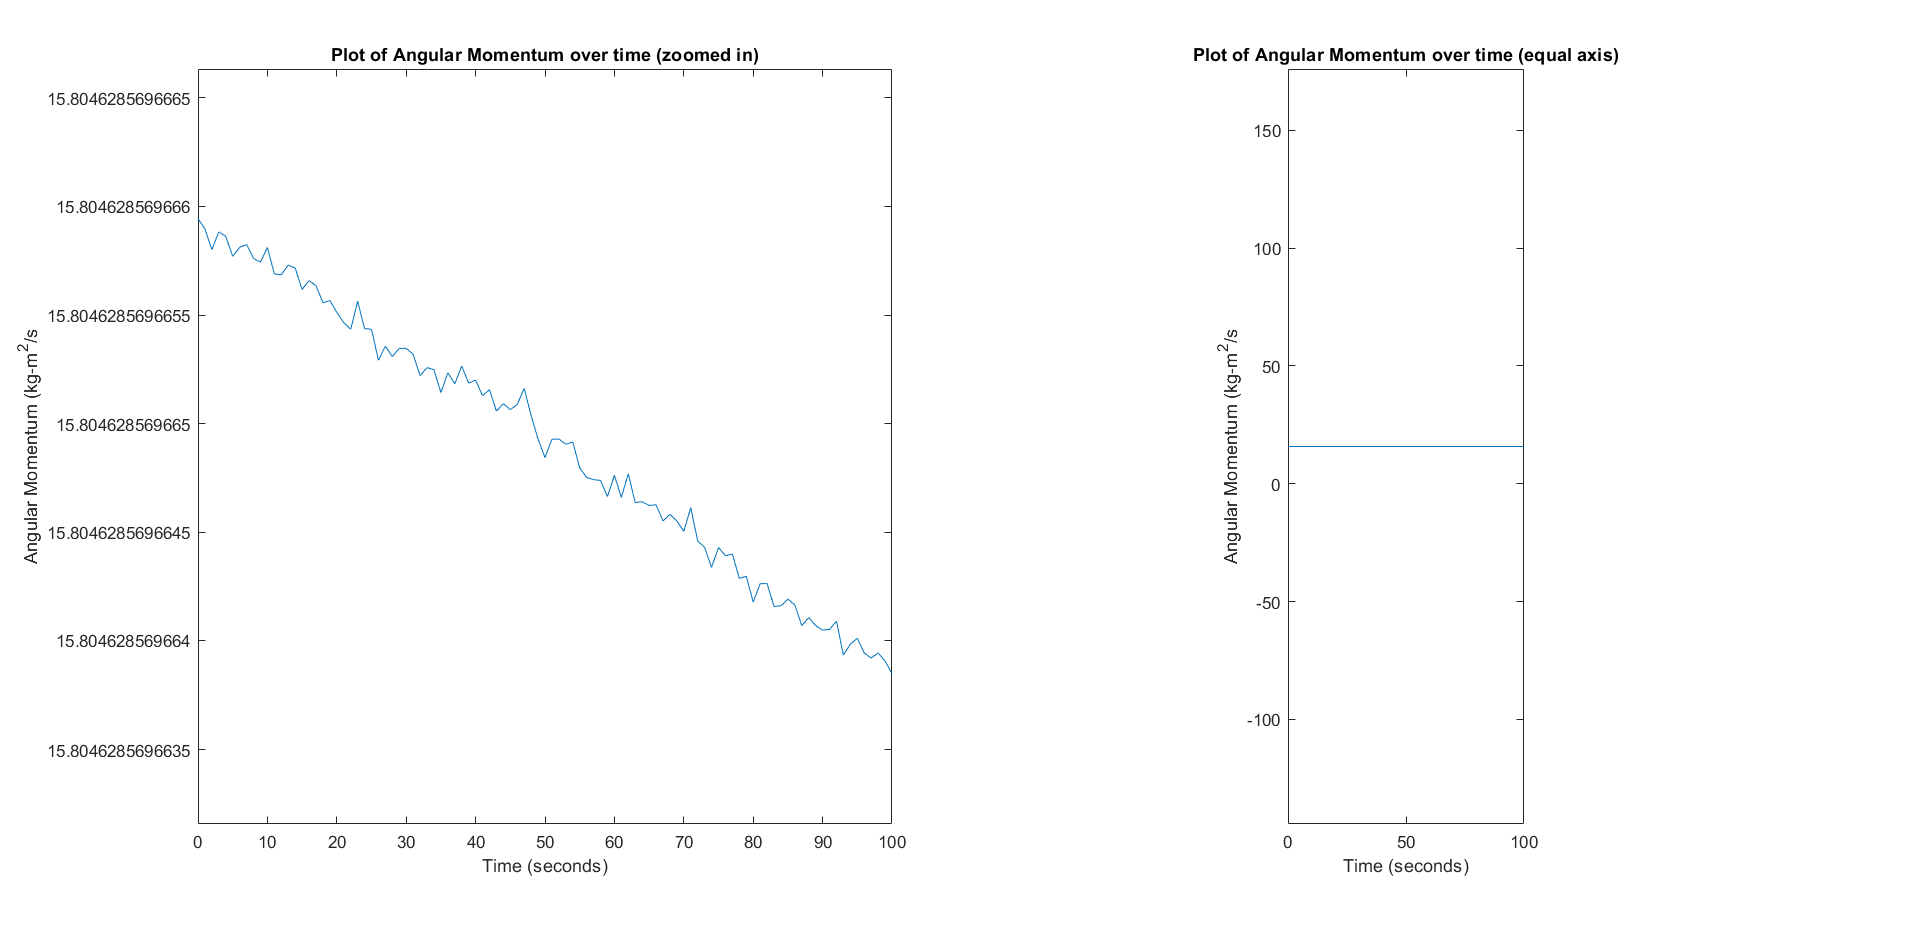 Plot of Angular Momentum over time (zoomed in)
15.8046285696665
15.804628569666
15.8046285696655
15.804628569665
15.8046285696645
15.804628569664
15.8046285696635
Angular Momentum (kg-m²/s
0 10 20 30 40 50 60 70 80 90 100
Time (seconds)
Plot of Angular Momentum over time (equal axis)
150
100
50
0
-50
-100
Angular Momentum (kg-m²/s
0 50 100
Time (seconds)